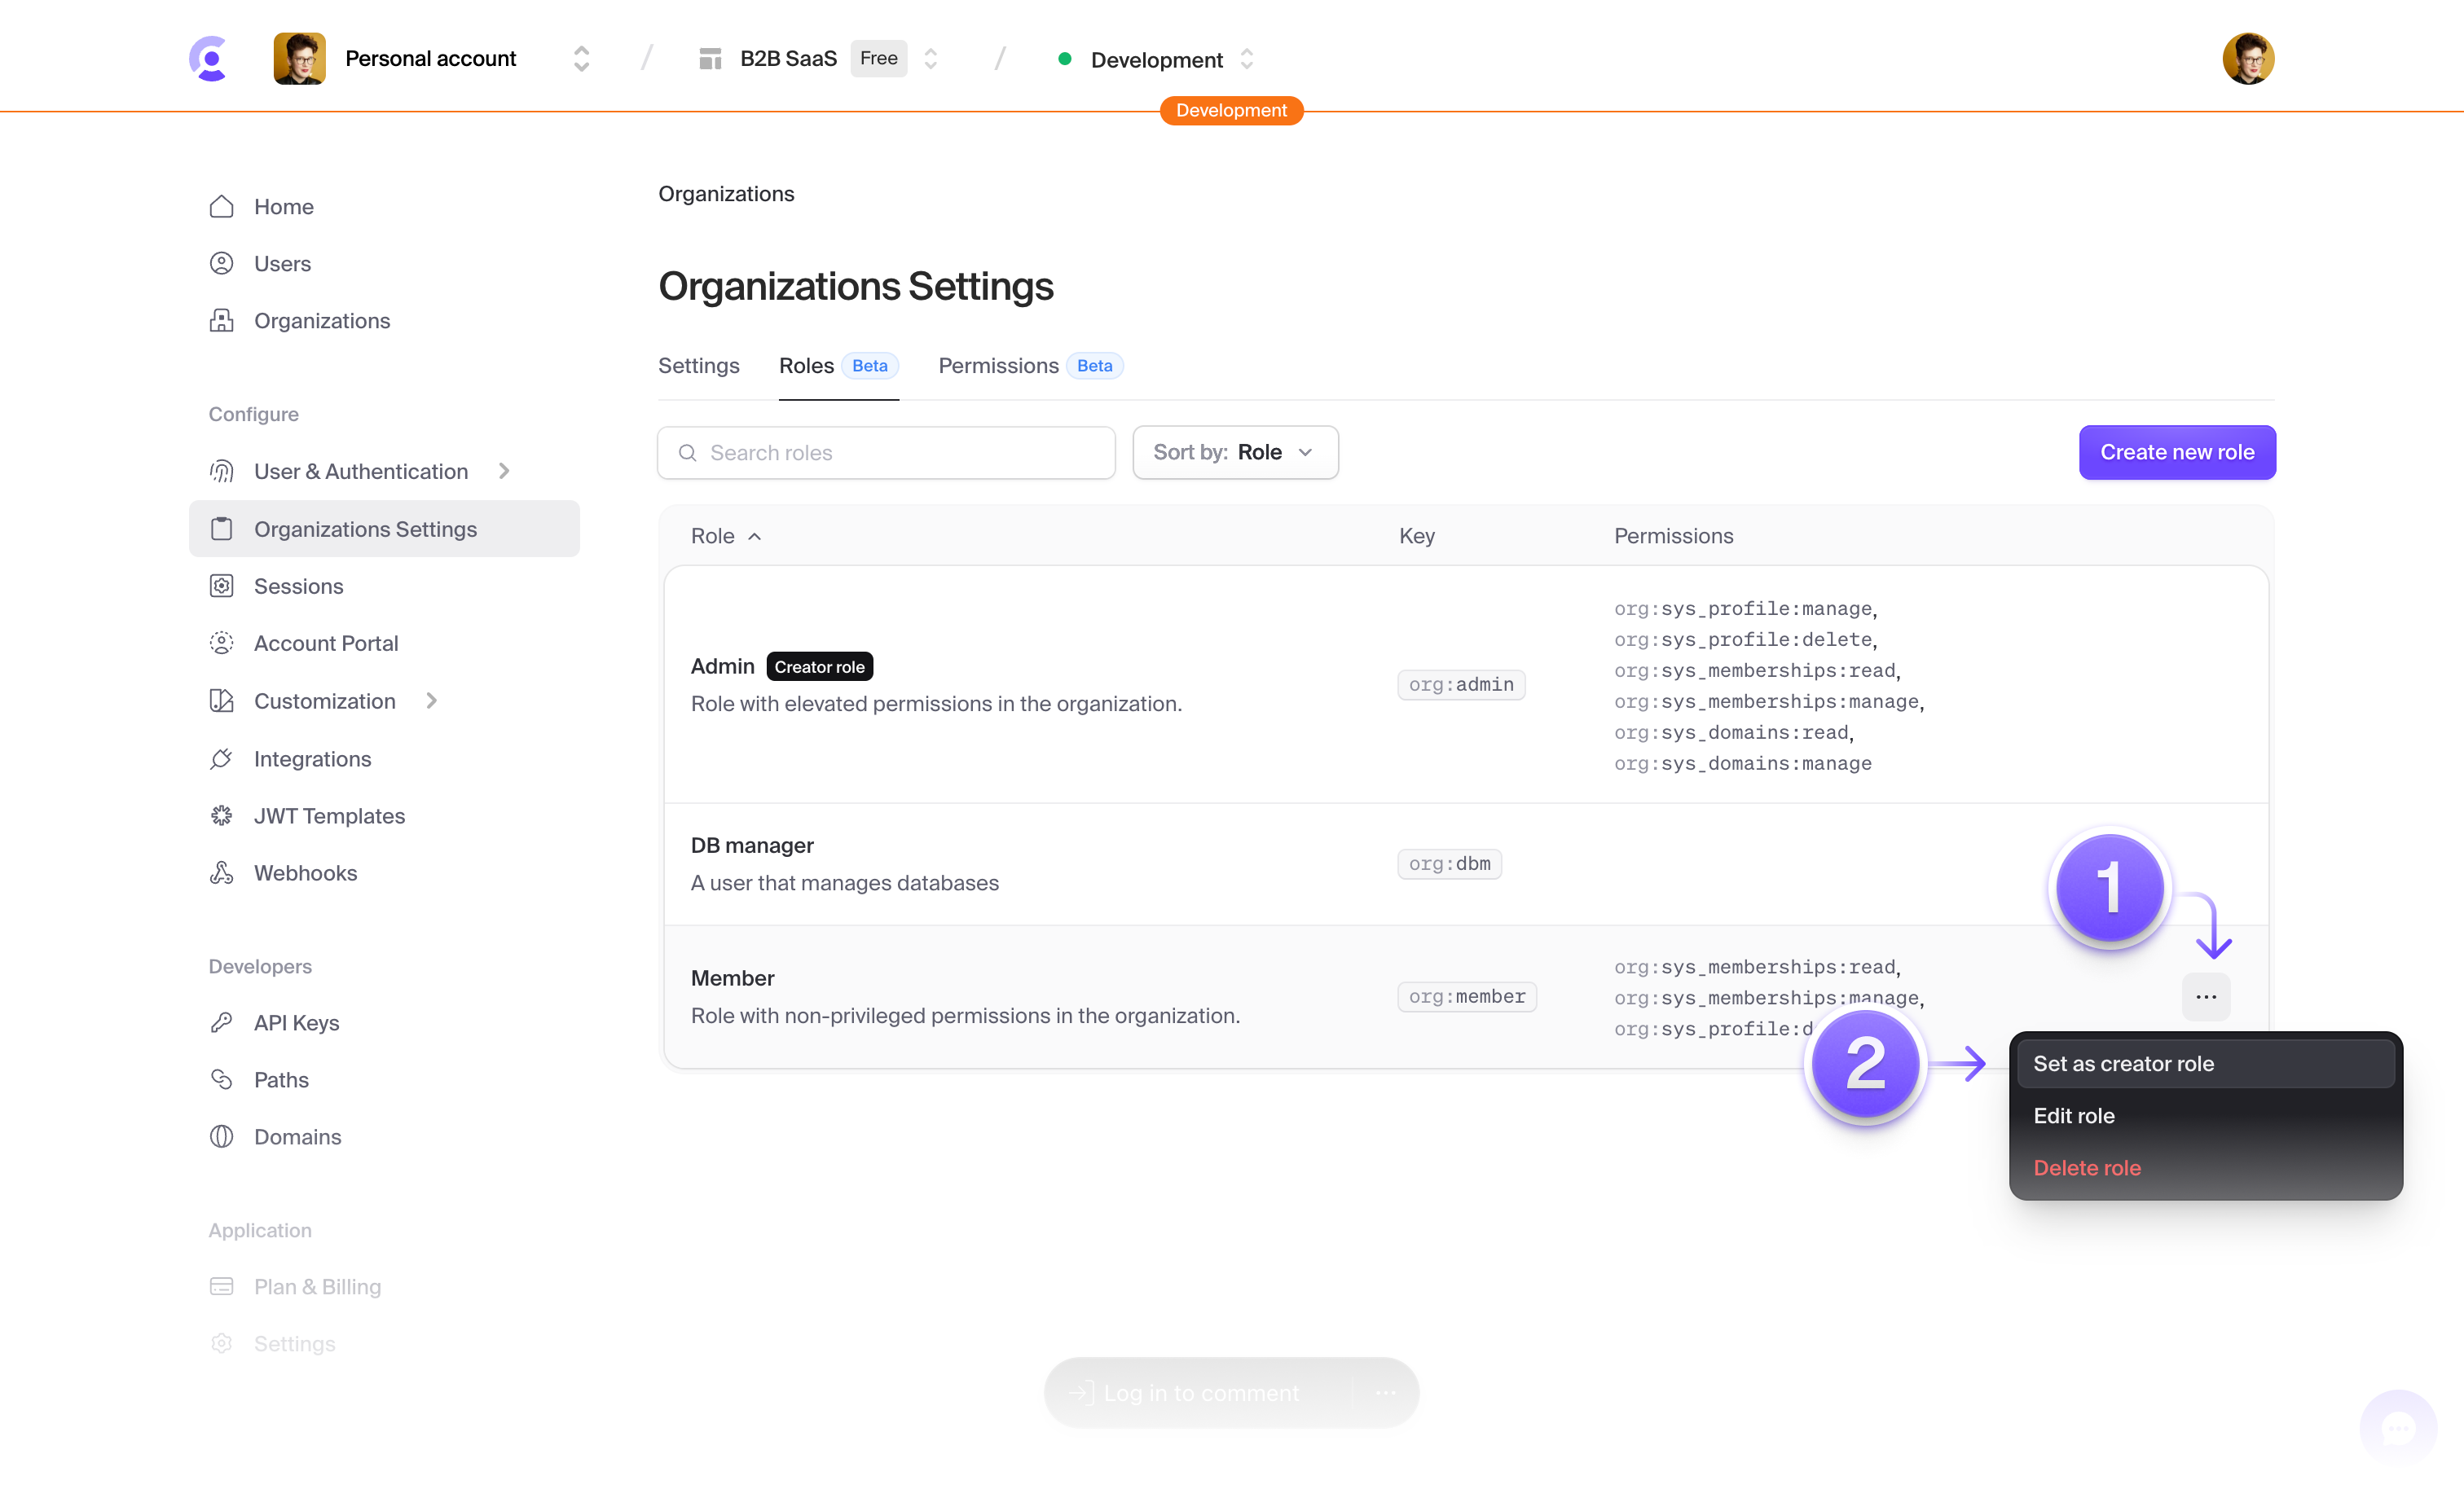 Personal account
/
B2B SaaS Free
/
Development
Development
Home
Users
Organizations
Configure
User & Authentication
Organizations Settings
Sessions
Account Portal
Customization
Integrations
JWT Templates
Webhooks
Developers
API Keys
Paths
Domains
Application
Plan & Billing
Settings
Organizations
Organizations Settings
Settings Roles Beta Permissions Beta
Search roles Sort by: Role Create new role
Role Key Permissions
Admin Creator role
Role with elevated permissions in the organization.
org:admin
org:sys_profile:manage,
org:sys_profile:delete,
org:sys_memberships:read,
org:sys_memberships:manage,
org:sys_domains:read,
org:sys_domains:manage
DB manager
A user that manages databases
org:dbm
1
Member
Role with non-privileged permissions in the organization.
org:member
org:sys_memberships:read,
org:sys_memberships:manage,
org:sys_profile:d
...
2
Set as creator role
Edit role
Delete role
Log in to comment ...